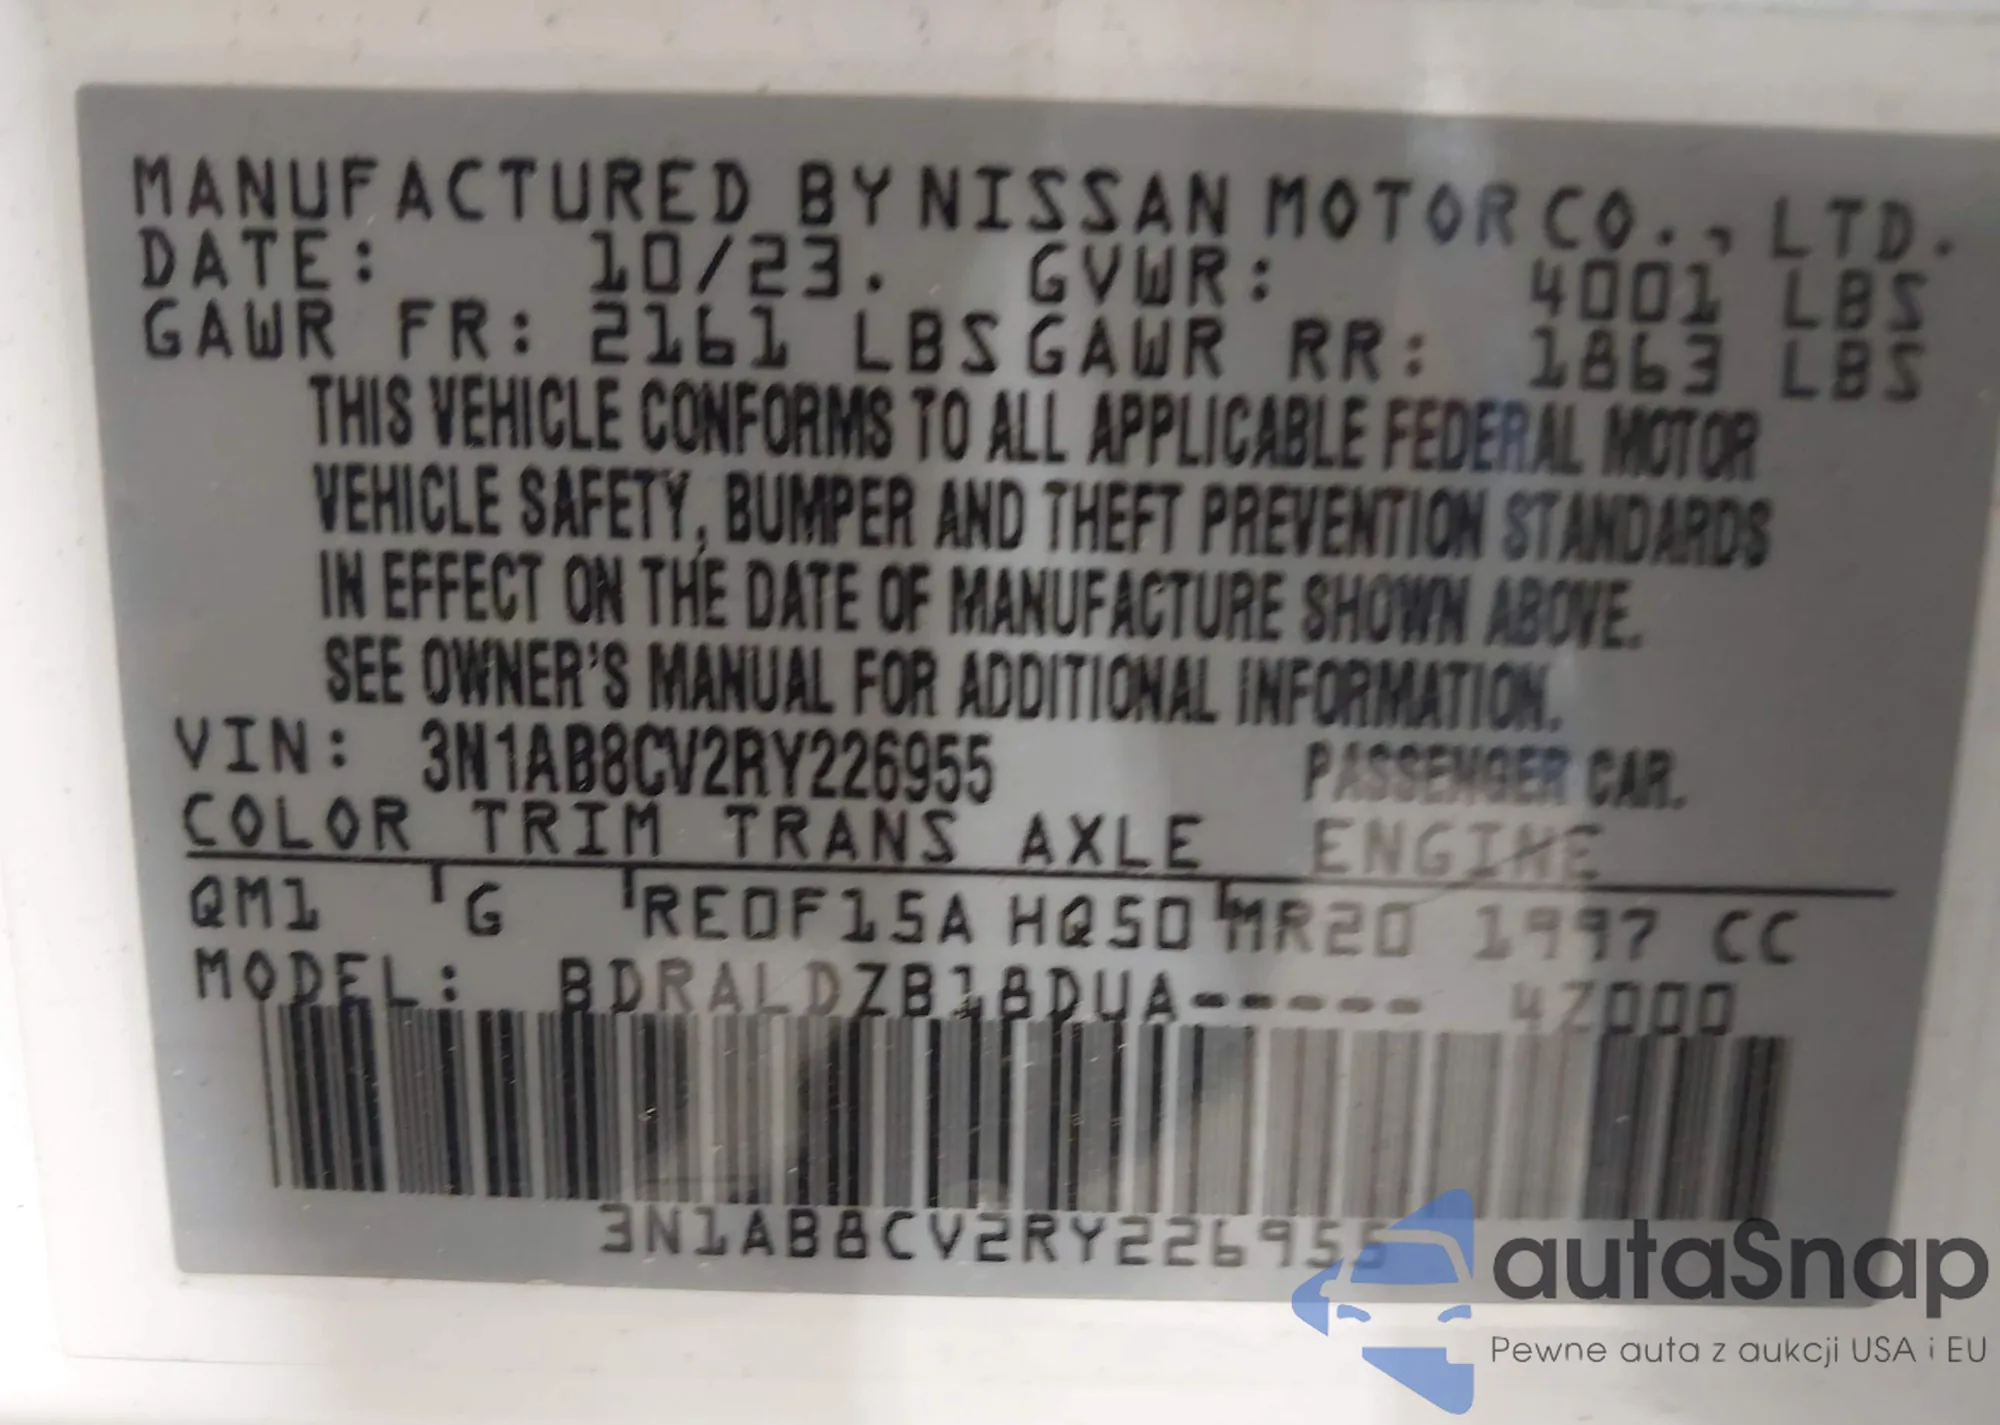 MANUFACTURED BY NISSAN MOTOR CO., LTD.
DATE: 10/23. GVWR: 4001 LBS
GAWR FR: 2161 LBS GAWR RR: 1863 LBS
THIS VEHICLE CONFORMS TO ALL APPLICABLE FEDERAL MOTOR
VEHICLE SAFETY, BUMPER AND THEFT PREVENTION STANDARDS
IN EFFECT ON THE DATE OF MANUFACTURE SHOWN ABOVE.
SEE OWNER'S MANUAL FOR ADDITIONAL INFORMATION.
VIN: 3N1AB8CV2RY226955 PASSENGER CAR.
COLOR TRIM TRANS AXLE ENGINE
QM1 G RE0F15A HQ50 MR20 1997 CC
MODEL: BDRALDZB18DUA----- 4Z000
3N1AB8CV2RY226955
autaSnap
Pewne auta z aukcji USA i EU